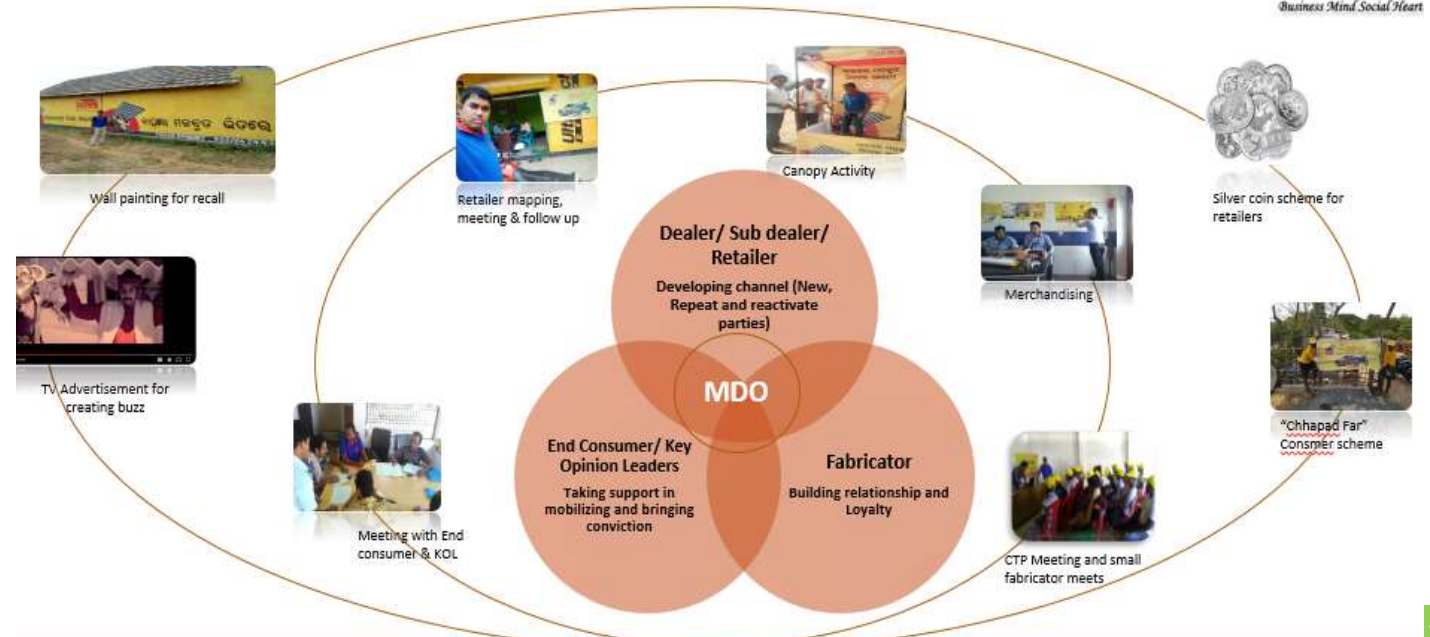 Business Mind Social Heart
Wall painting for recall
Retailer mapping,
meeting & follow up
Canopy Activity
Silver coin scheme for
retailers
Dealer/ Sub dealer/
Retailer
Developing channel (New,
Repeat and reactivate
parties)
Merchandising
TV Advertisement for
creating buzz
MDO
"Chhapad Far"
Consmer scheme
End Consumer/ Key
Opinion Leaders
Taking support in
mobilizing and bringing
conviction
Fabricator
Building relationship and
Loyalty
Meeting with End
consumer & KOL
CTP Meeting and small
fabricator meets